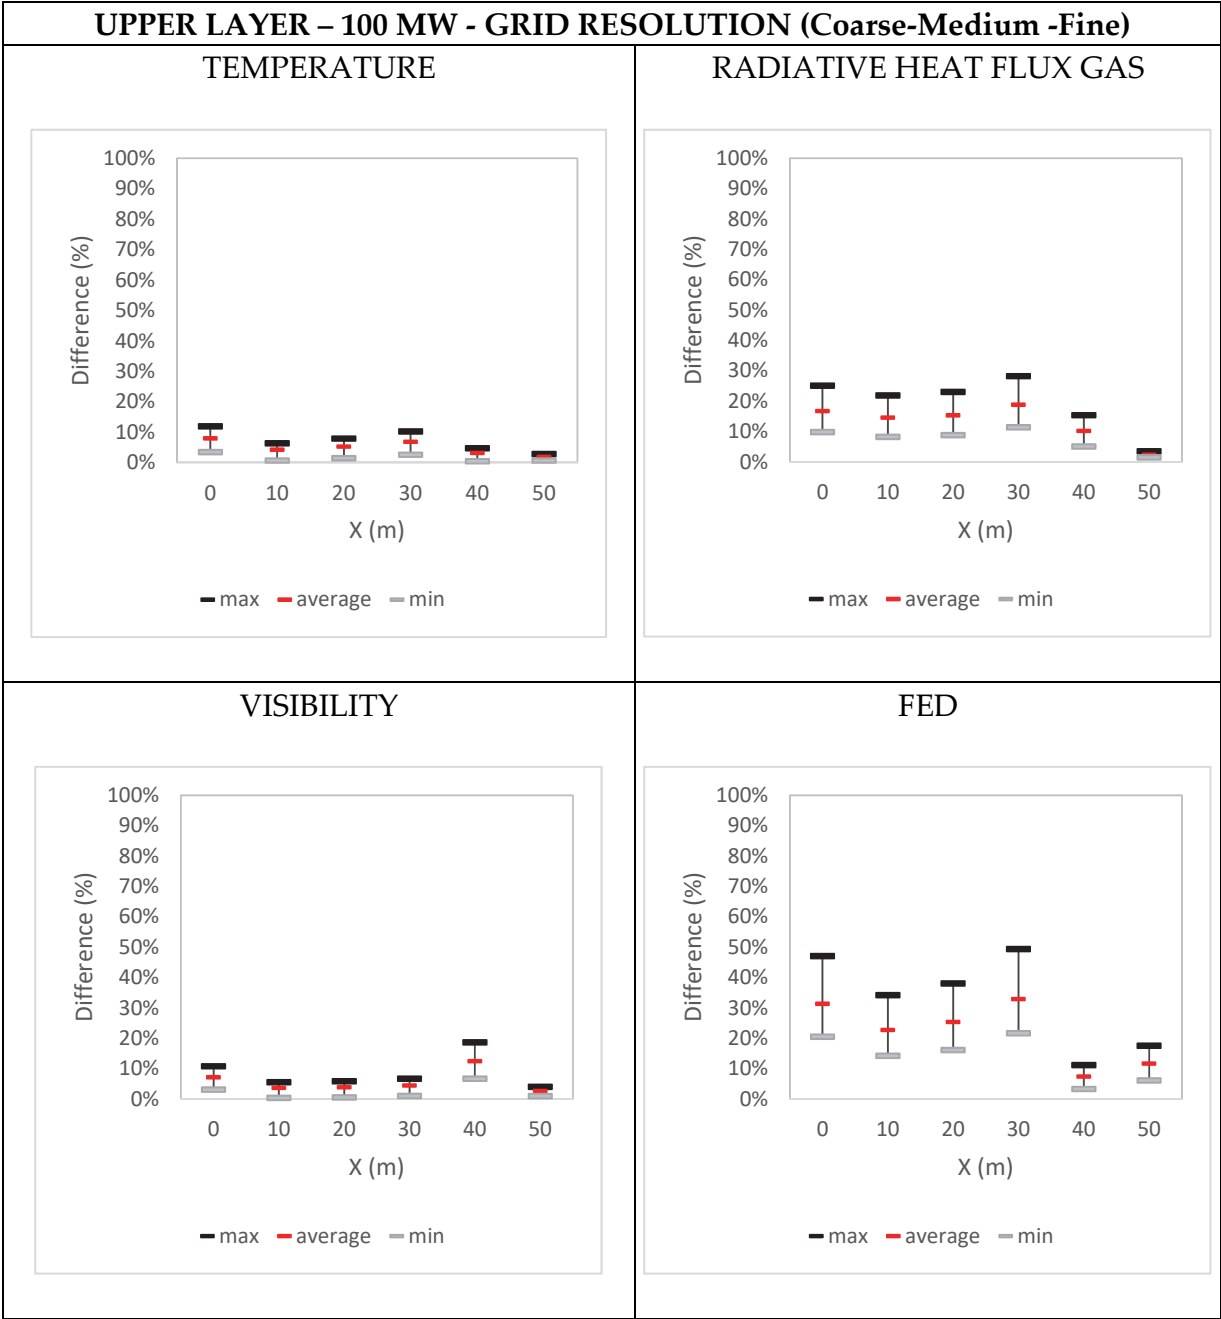 UPPER LAYER – 100 MW - GRID RESOLUTION (Coarse-Medium -Fine)
TEMPERATURE
100%
90%
80%
70%
60%
50%
40%
30%
20%
10%
0%
Difference (%)
0 10 20 30 40 50
X (m)
max average min
RADIATIVE HEAT FLUX GAS
100%
90%
80%
70%
60%
50%
40%
30%
20%
10%
0%
Difference (%)
0 10 20 30 40 50
X (m)
max average min
VISIBILITY
100%
90%
80%
70%
60%
50%
40%
30%
20%
10%
0%
Difference (%)
0 10 20 30 40 50
X (m)
max average min
FED
100%
90%
80%
70%
60%
50%
40%
30%
20%
10%
0%
Difference (%)
0 10 20 30 40 50
X (m)
max average min